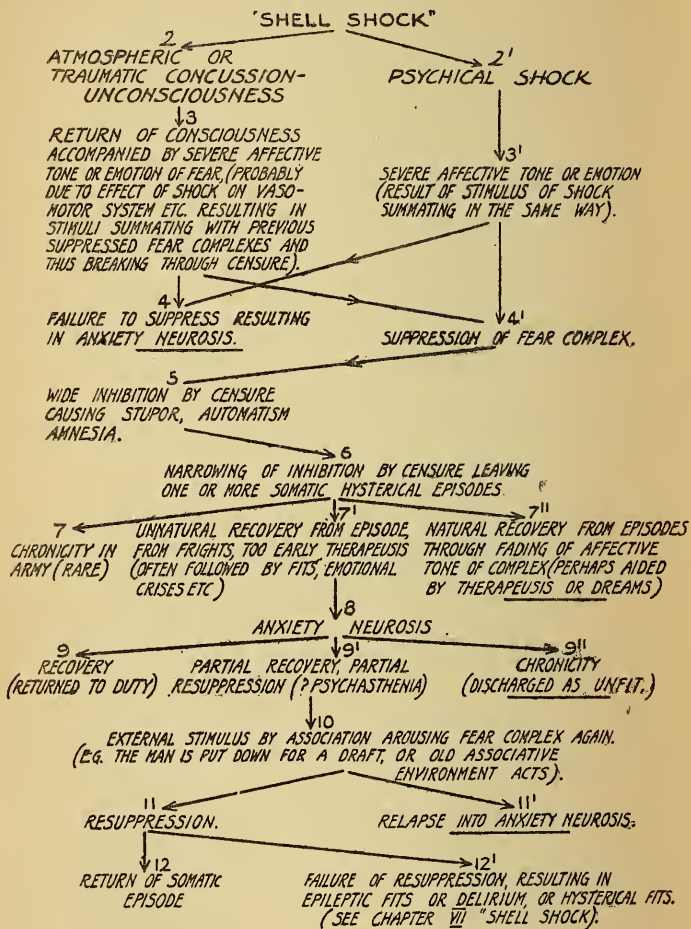 "SHELL SHOCK"
2
2'
ATMOSPHERIC OR
TRAUMATIC CONCUSSION-
UNCONSCIOUSNESS
PSYCHICAL SHOCK
3
RETURN OF CONSCIOUSNESS
ACCOMPANIED BY SEVERE AFFECTIVE
TONE OR EMOTION OF FEAR, (PROBABLY
DUE TO EFFECT OF SHOCK ON VASO-
MOTOR SYSTEM ETC. RESULTING IN
STIMULI SUMMATING WITH PREVIOUS
SUPPRESSED FEAR COMPLEXES AND
THUS BREAKING THROUGH CENSURE).
3'
SEVERE AFFECTIVE TONE OR EMOTION
(RESULT OF STIMULUS OF SHOCK
SUMMATING IN THE SAME WAY).
4
FAILURE TO SUPPRESS RESULTING
IN ANXIETY NEUROSIS.
4'
SUPPRESSION OF FEAR COMPLEX.
5
WIDE INHIBITION BY CENSURE
CAUSING STUPOR, AUTOMATISM
AMNESIA.
6
NARROWING OF INHIBITION BY CENSURE LEAVING
ONE OR MORE SOMATIC HYSTERICAL EPISODES.
7
CHRONICITY IN
ARMY (RARE)
7'
UNNATURAL RECOVERY FROM EPISODE,
FROM FRIGHTS, TOO EARLY THERAPEUSIS
(OFTEN FOLLOWED BY FITS, EMOTIONAL
CRISES ETC)
7"
NATURAL RECOVERY FROM EPISODES
THROUGH FADING OF AFFECTIVE
TONE OF COMPLEX (PERHAPS AIDED
BY THERAPEUSIS OR DREAMS)
8
ANXIETY NEUROSIS
9
RECOVERY
(RETURNED TO DUTY)
9'
PARTIAL RECOVERY, PARTIAL
RESUPPRESSION (? PSYCHASTHENIA)
9"
CHRONICITY
(DISCHARGED AS UNFIT.)
10
EXTERNAL STIMULUS BY ASSOCIATION AROUSING FEAR COMPLEX AGAIN.
(E.G. THE MAN IS PUT DOWN FOR A DRAFT, OR OLD ASSOCIATIVE
ENVIRONMENT ACTS).
11
RESUPPRESSION.
11'
RELAPSE INTO ANXIETY NEUROSIS.
12
RETURN OF SOMATIC
EPISODE
12'
FAILURE OF RESUPPRESSION, RESULTING IN
EPILEPTIC FITS OR DELIRIUM, OR HYSTERICAL FITS.
(SEE CHAPTER VII "SHELL SHOCK).